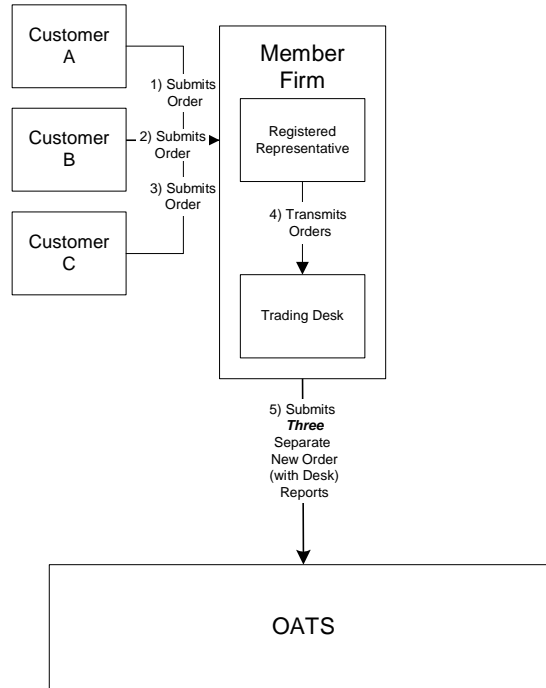 Customer
A
1) Submits
Order
Customer
B
2) Submits
Order
3) Submits
Order
Customer
C
Member
Firm
Registered
Representative
4) Transmits
Orders
Trading Desk
5) Submits
Three
Separate
New Order
(with Desk)
Reports
OATS